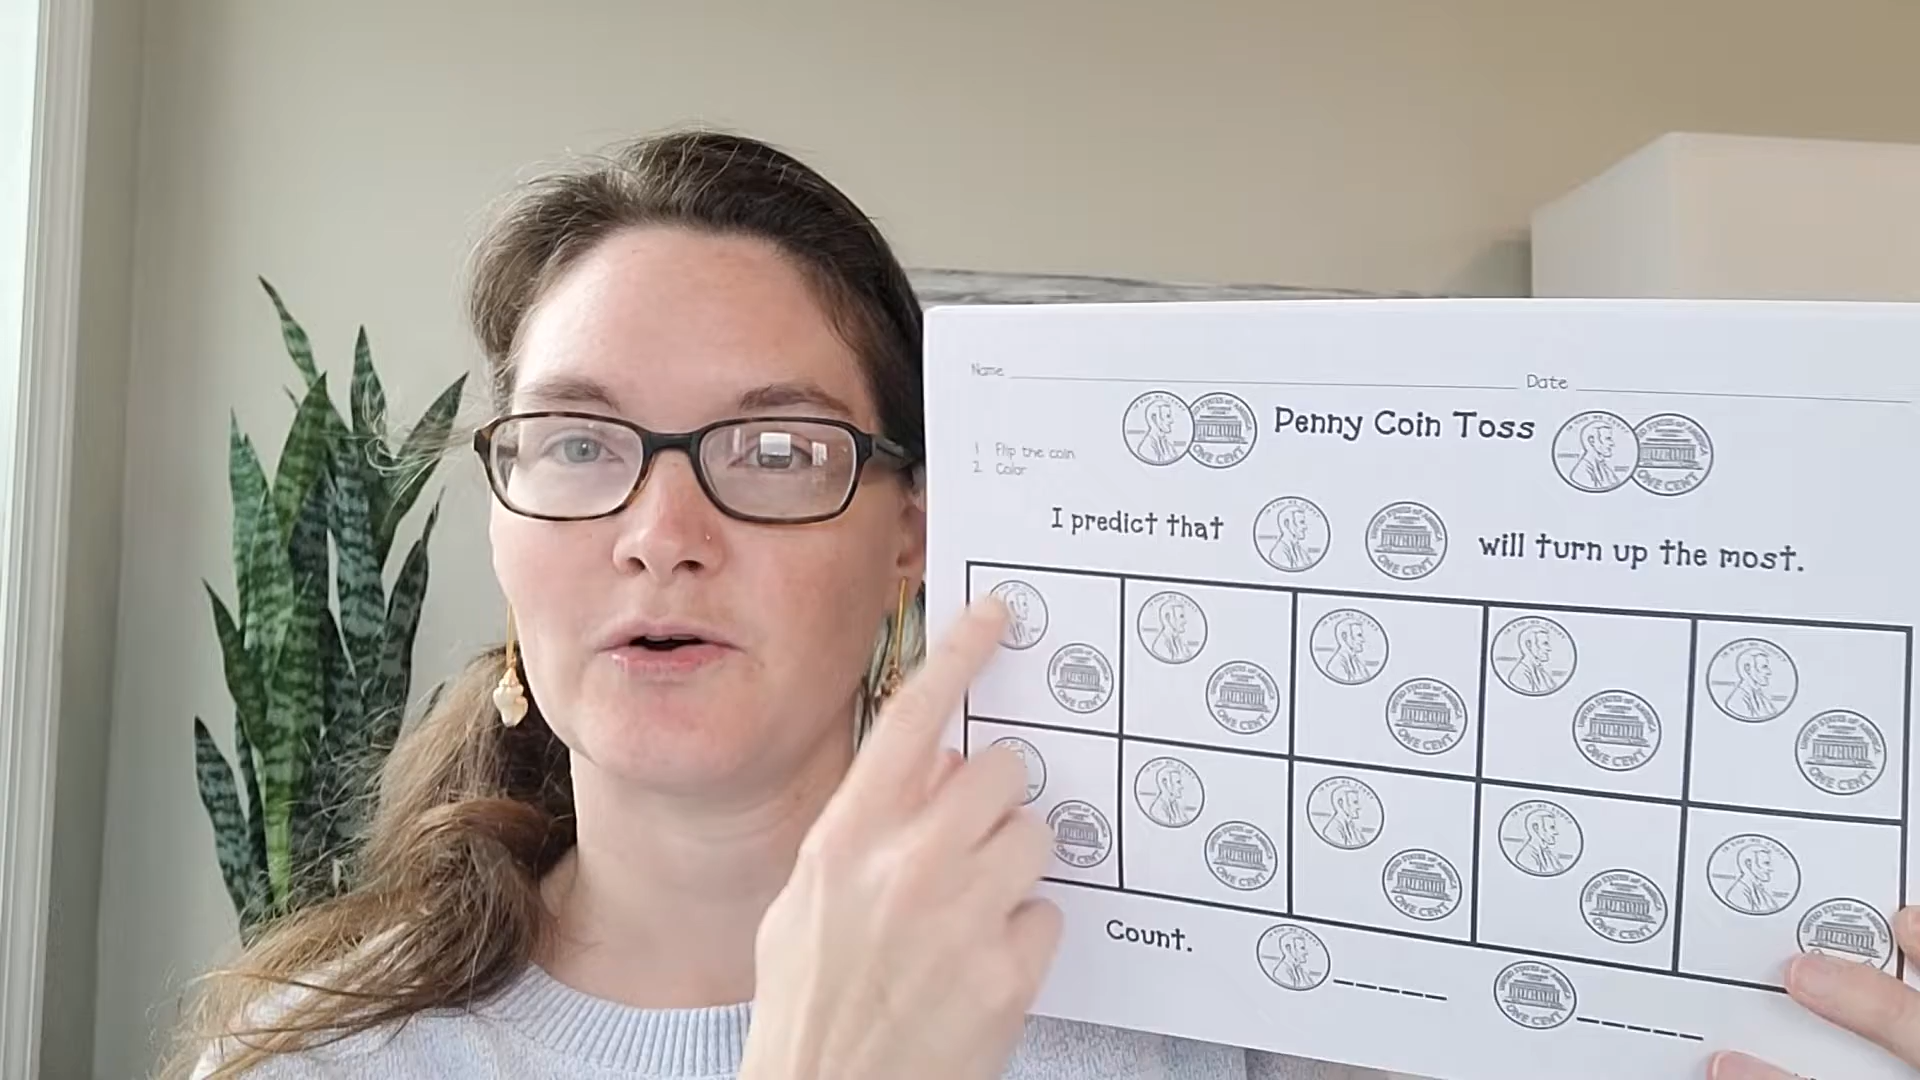 Name Date
Penny Coin Toss
1 Flip the coin
2 Color
I predict that will turn up the most.
Count.